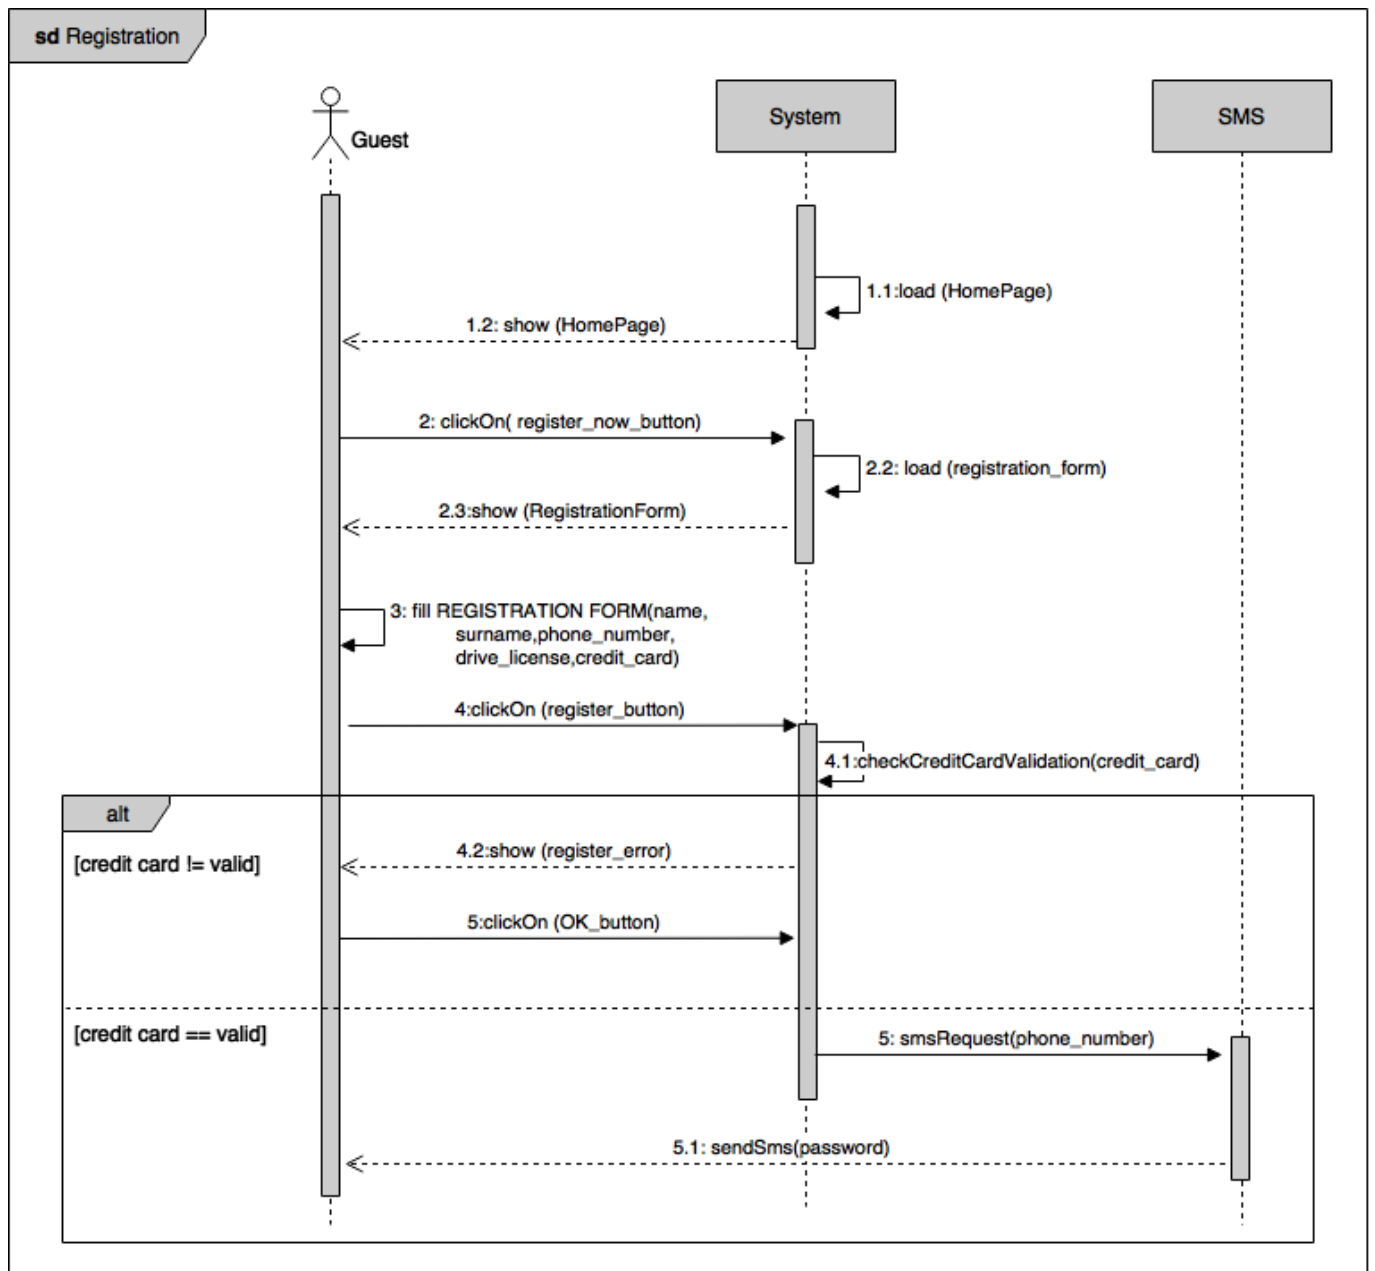 sd Registration
Guest
System
SMS
1.1:load (HomePage)
1.2: show (HomePage)
2: clickOn( register_now_button)
2.2: load (registration_form)
2.3:show (RegistrationForm)
3: fill REGISTRATION FORM(name,
surname,phone_number,
drive_license,credit_card)
4:clickOn (register_button)
4.1:checkCreditCardValidation(credit_card)
alt
[credit card != valid]
4.2:show (register_error)
5:clickOn (OK_button)
[credit card == valid]
5: smsRequest(phone_number)
5.1: sendSms(password)